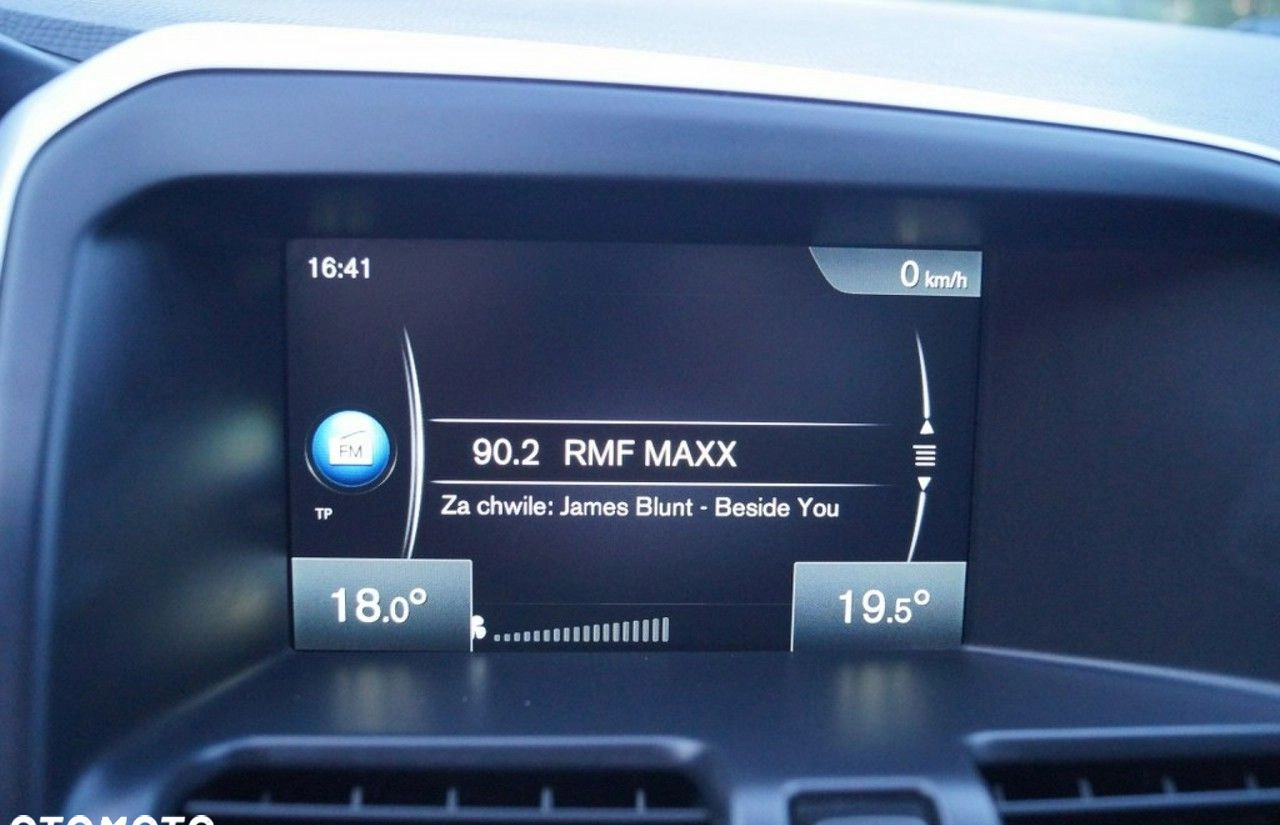 16:41
0 km/h
FM
90.2 RMF MAXX
TP
Za chwile: James Blunt - Beside You
18.0°
19.5°
OTOMOTO